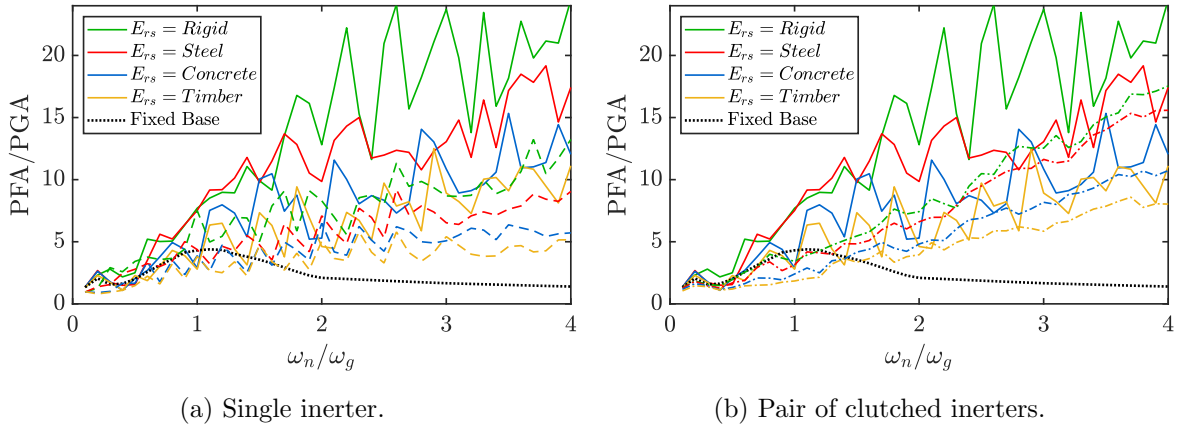 PFA/PGA
20
15
10
5
0
E_rs = Rigid
E_rs = Steel
E_rs = Concrete
E_rs = Timber
Fixed Base
0 1 2 3 4
ω_n/ω_g
(a) Single inerter.
PFA/PGA
20
15
10
5
0
E_rs = Rigid
E_rs = Steel
E_rs = Concrete
E_rs = Timber
Fixed Base
0 1 2 3 4
ω_n/ω_g
(b) Pair of clutched inerters.